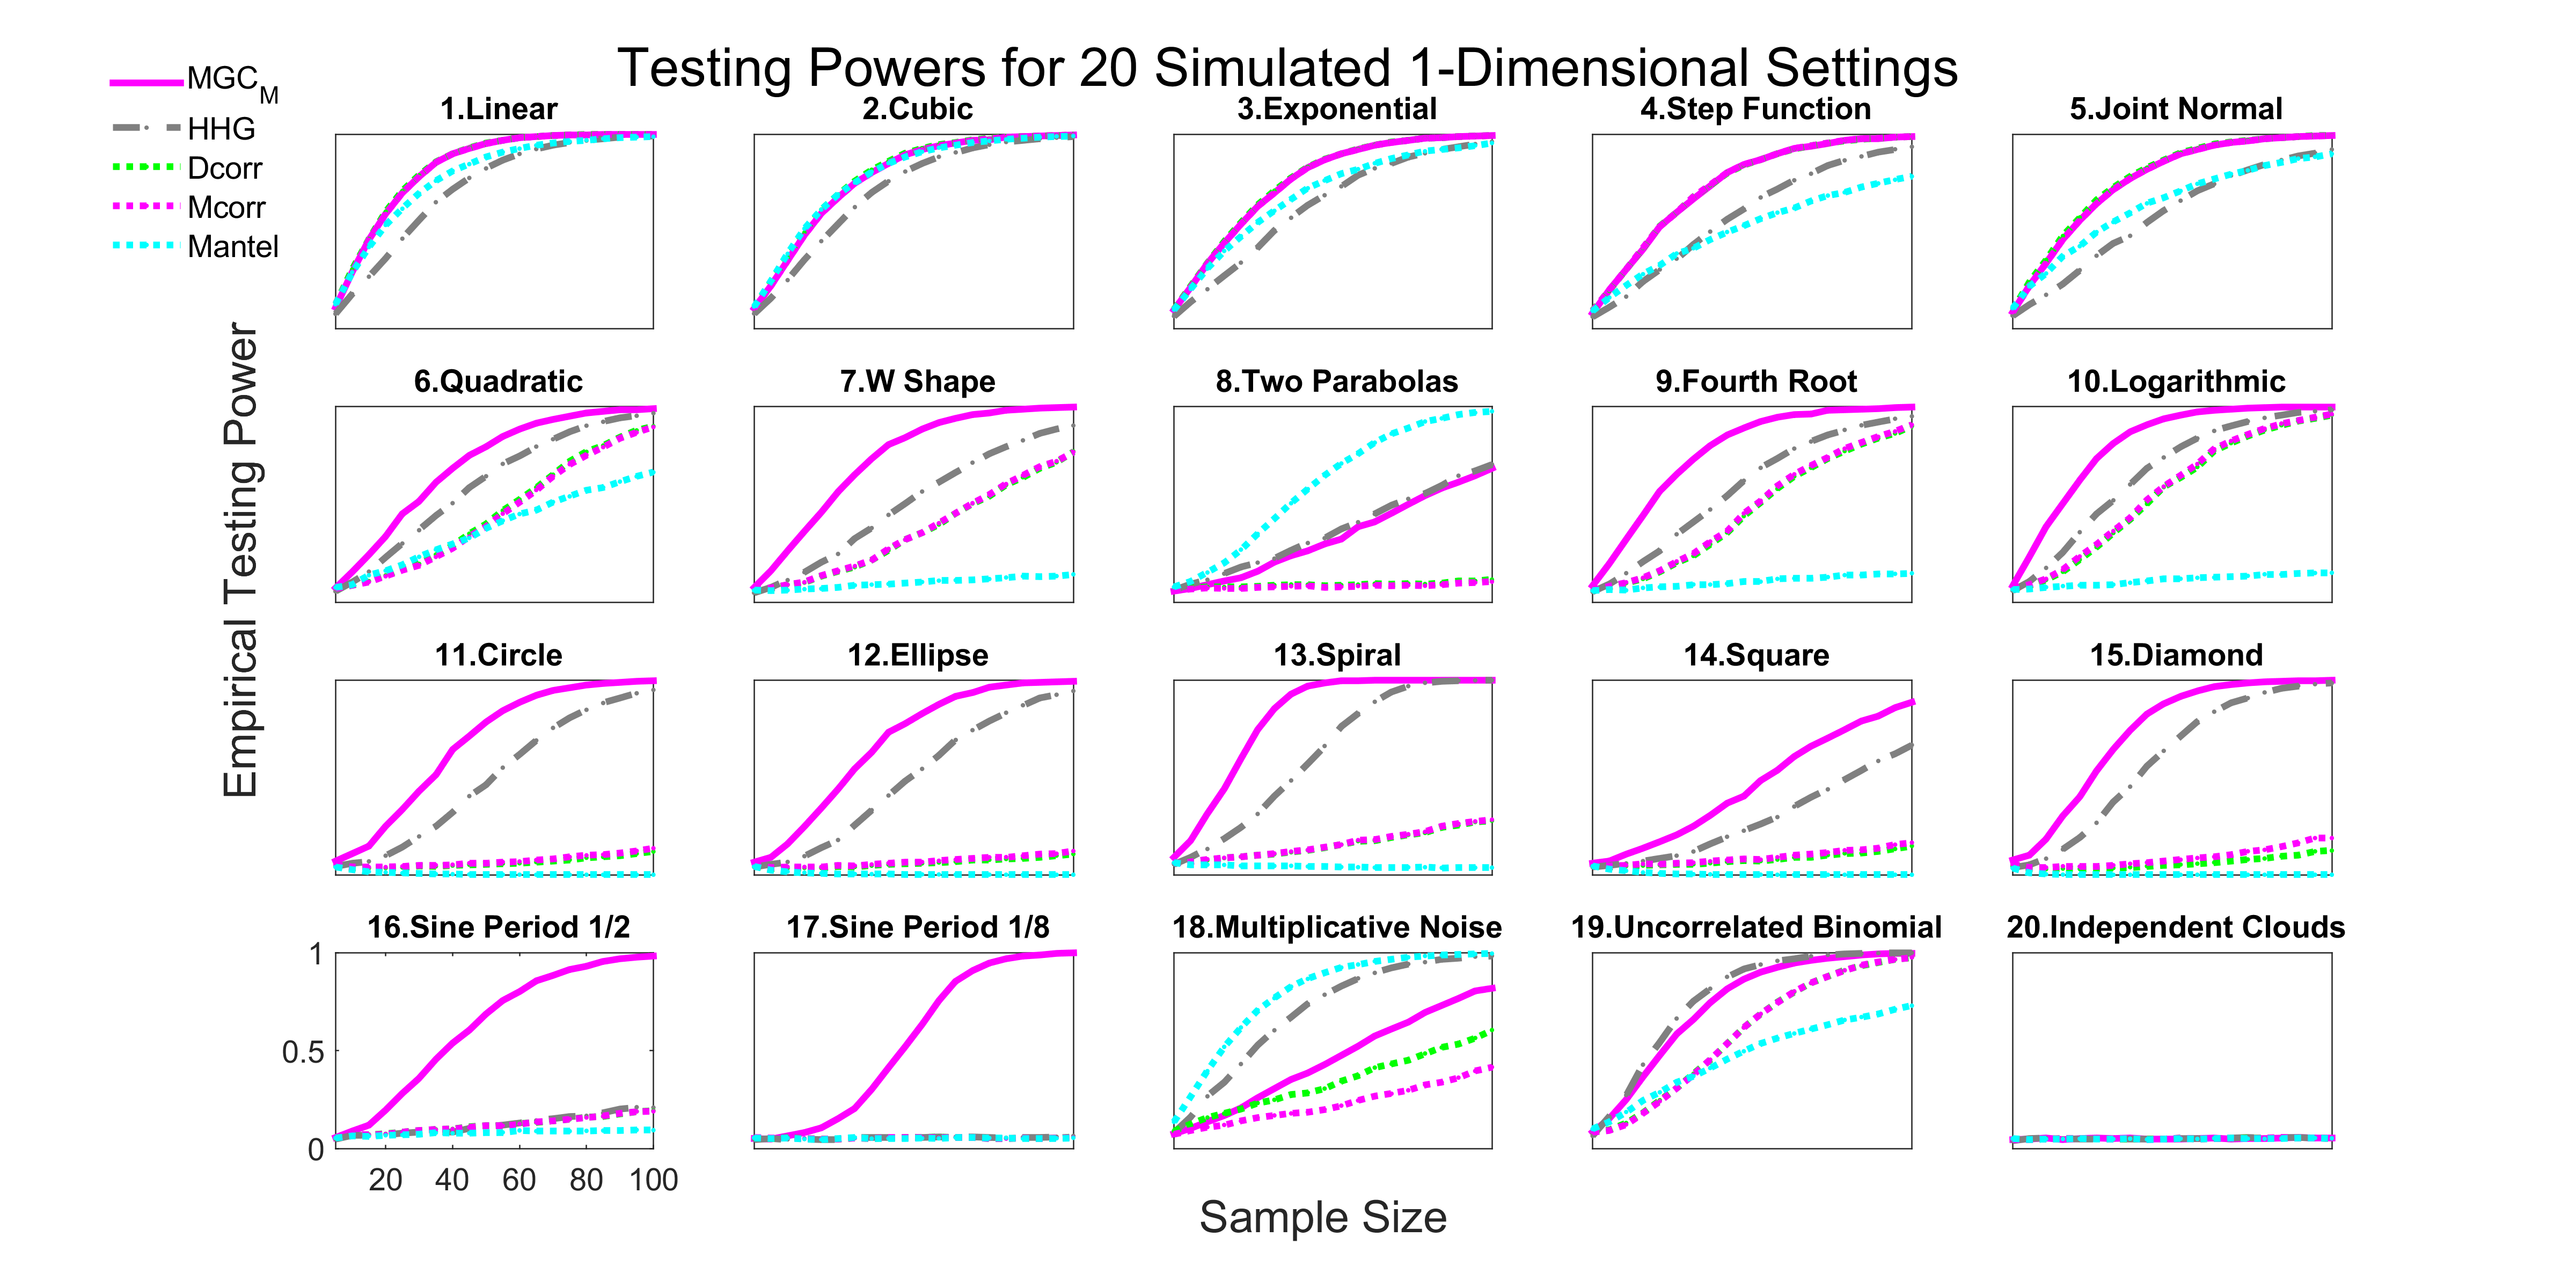 Testing Powers for 20 Simulated 1-Dimensional Settings
MGC_M
HHG
Dcorr
Mcorr
Mantel
Empirical Testing Power
1.Linear
2.Cubic
3.Exponential
4.Step Function
5.Joint Normal
6.Quadratic
7.W Shape
8.Two Parabolas
9.Fourth Root
10.Logarithmic
11.Circle
12.Ellipse
13.Spiral
14.Square
15.Diamond
16.Sine Period 1/2
17.Sine Period 1/8
18.Multiplicative Noise
19.Uncorrelated Binomial
20.Independent Clouds
1
0.5
0
20 40 60 80 100
Sample Size